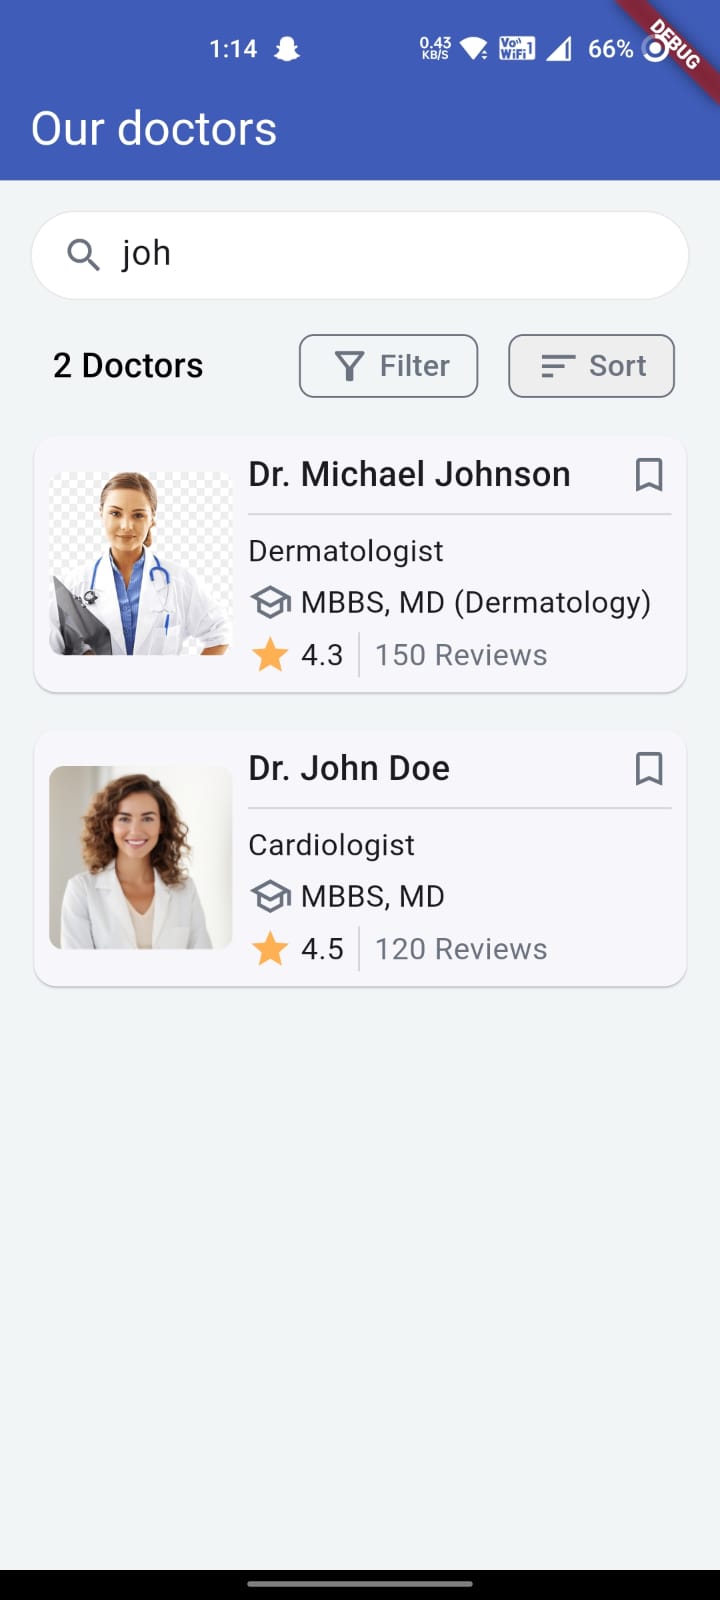 1:14
0.43
KB/S
Vo))
WiFi 1
66%
DEBUG
Our doctors
joh
2 Doctors
Filter
Sort
Dr. Michael Johnson
Dermatologist
MBBS, MD (Dermatology)
4.3
150 Reviews
Dr. John Doe
Cardiologist
MBBS, MD
4.5
120 Reviews